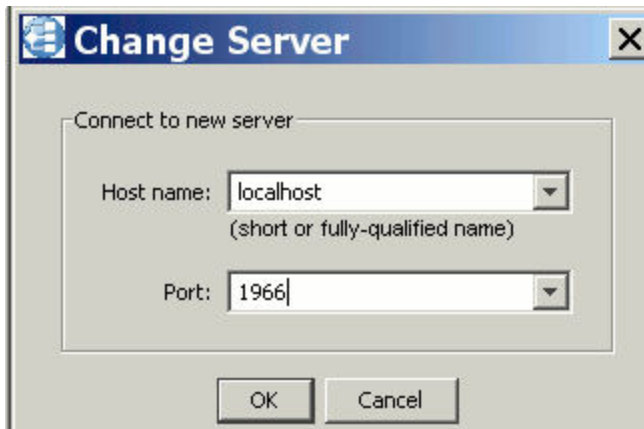 Change Server
Connect to new server
Host name: localhost
(short or fully-qualified name)
Port: 1966
OK Cancel